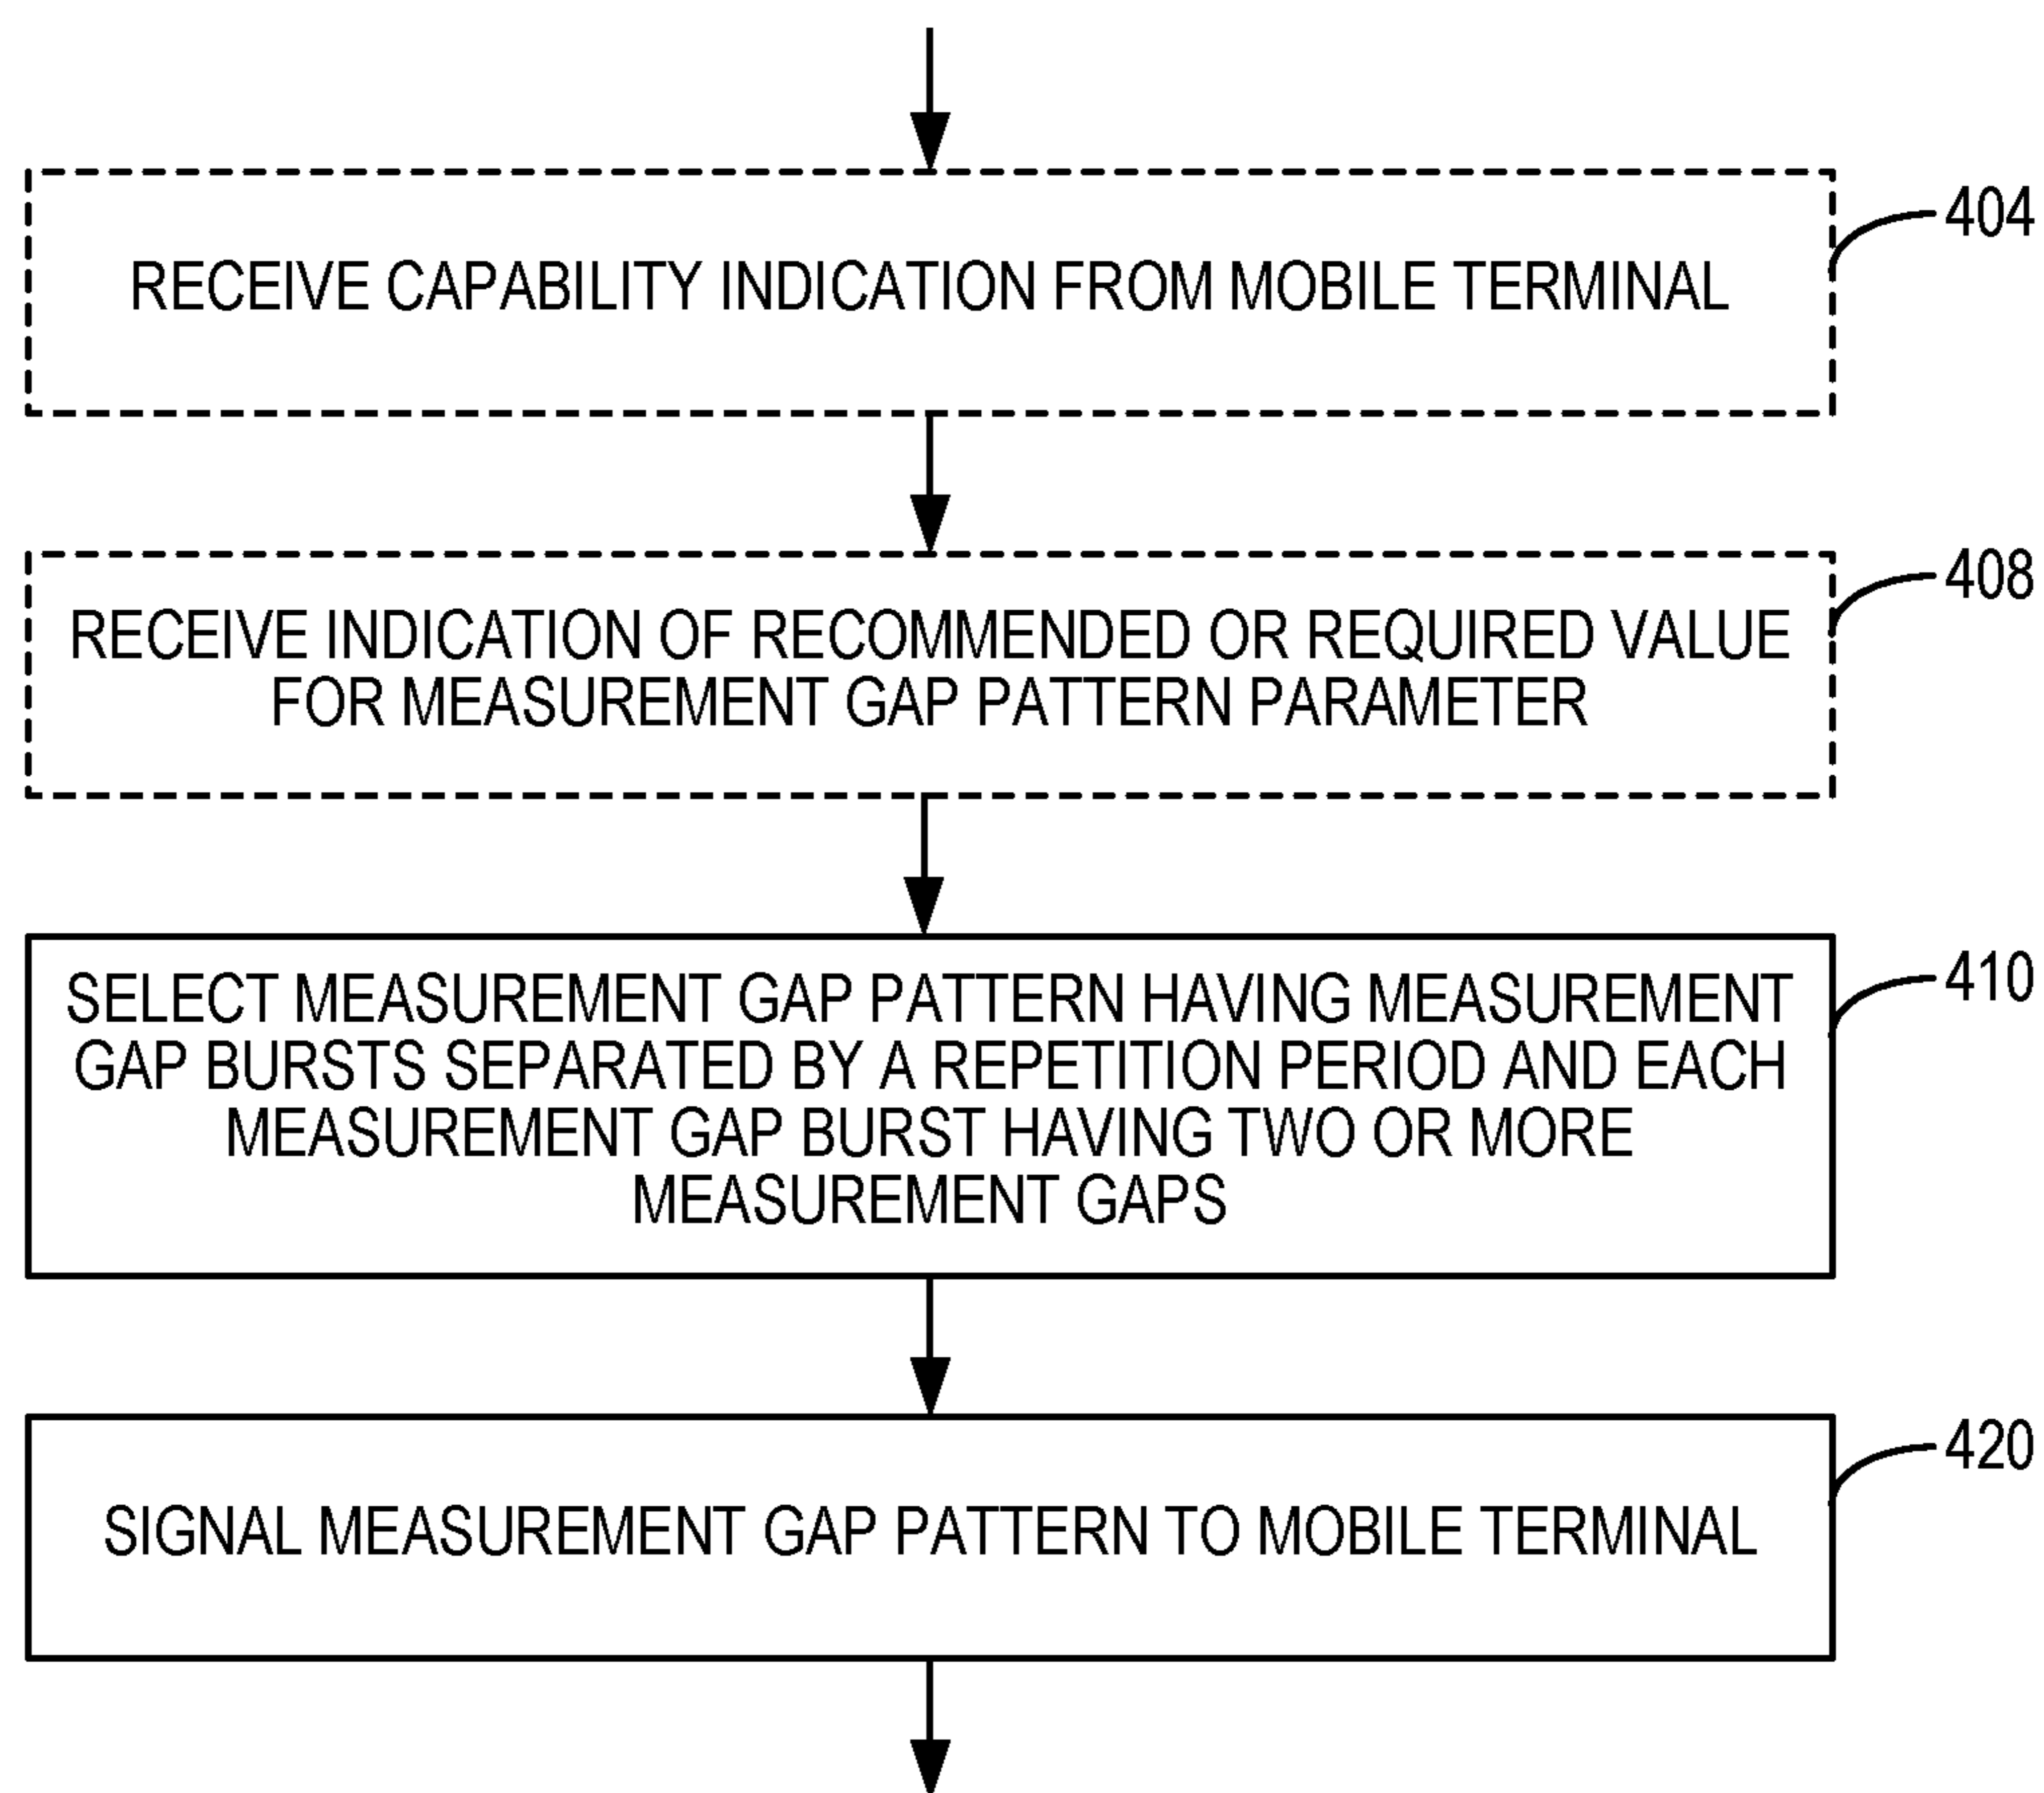 404
RECEIVE CAPABILITY INDICATION FROM MOBILE TERMINAL
408
RECEIVE INDICATION OF RECOMMENDED OR REQUIRED VALUE
FOR MEASUREMENT GAP PATTERN PARAMETER
410
SELECT MEASUREMENT GAP PATTERN HAVING MEASUREMENT
GAP BURSTS SEPARATED BY A REPETITION PERIOD AND EACH
MEASUREMENT GAP BURST HAVING TWO OR MORE
MEASUREMENT GAPS
420
SIGNAL MEASUREMENT GAP PATTERN TO MOBILE TERMINAL